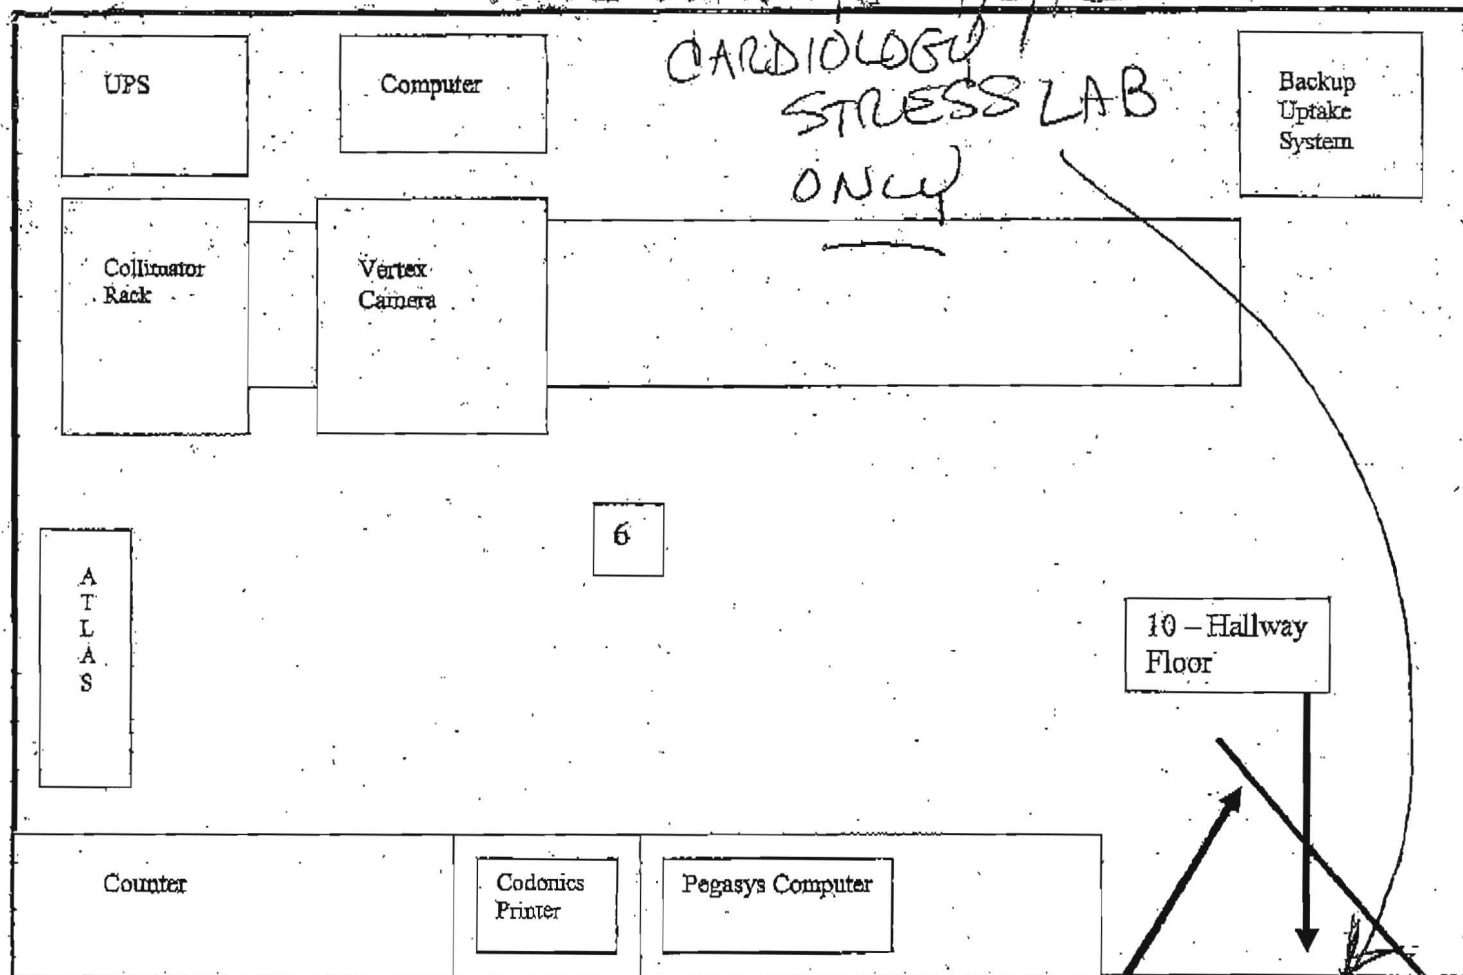 CARDIOLOGY
STRESS LAB
ONLY
UPS
Computer
Backup
Uptake
System
Collimator
Rack
Vertex
Camera
6
A
T
L
A
S
10 – Hallway
Floor
Counter
Codonics
Printer
Pegasys Computer